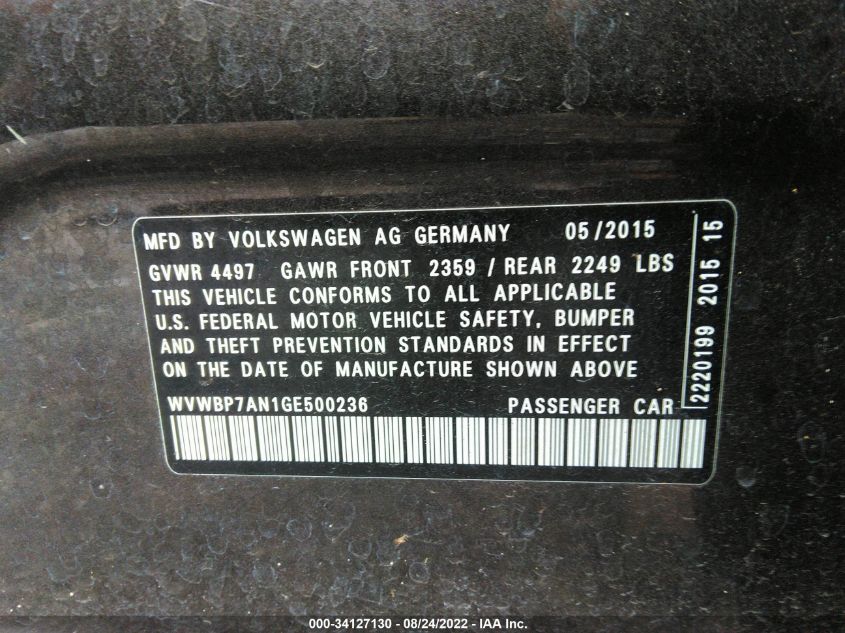 MFD BY VOLKSWAGEN AG GERMANY 05/2015
GVWR 4497 GAWR FRONT 2359 / REAR 2249 LBS
THIS VEHICLE CONFORMS TO ALL APPLICABLE
U.S. FEDERAL MOTOR VEHICLE SAFETY, BUMPER
AND THEFT PREVENTION STANDARDS IN EFFECT
ON THE DATE OF MANUFACTURE SHOWN ABOVE
WVWBP7AN1GE500236 PASSENGER CAR
2220199 2015 15
000-34127130 - 08/24/2022 - IAA Inc.